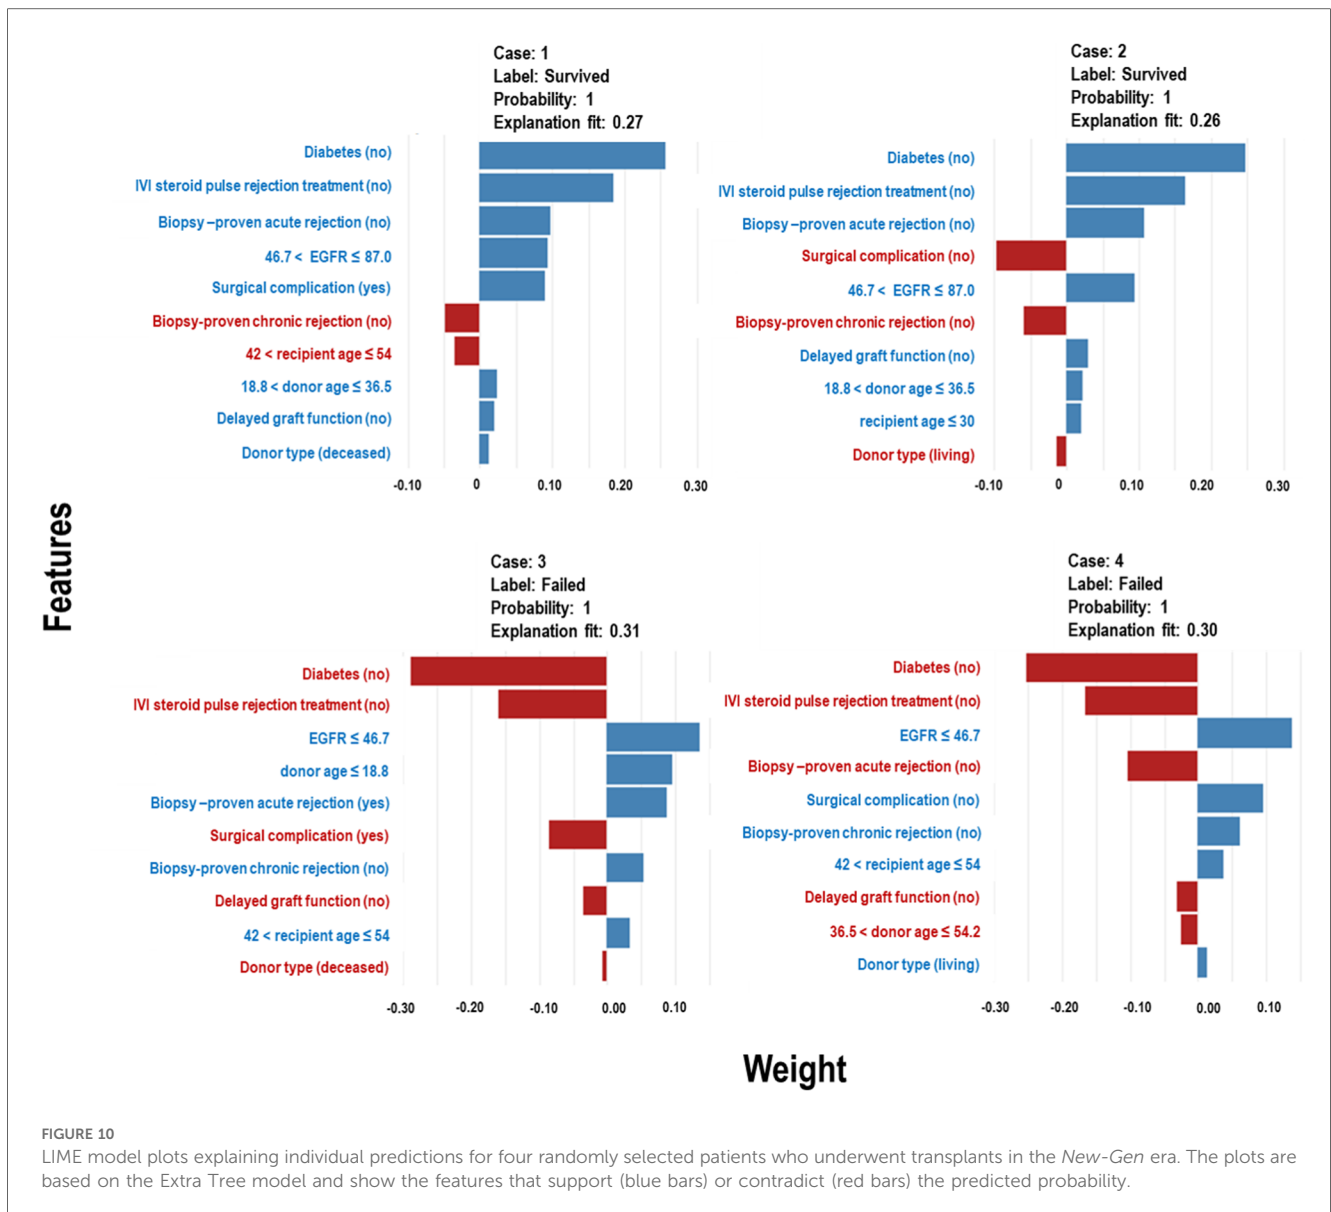 Case: 1
Label: Survived
Probability: 1
Explanation fit: 0.27
Diabetes (no)
IVI steroid pulse rejection treatment (no)
Biopsy –proven acute rejection (no)
46.7 < EGFR ≤ 87.0
Surgical complication (yes)
Biopsy-proven chronic rejection (no)
42 < recipient age ≤ 54
18.8 < donor age ≤ 36.5
Delayed graft function (no)
Donor type (deceased)
-0.10 0 0.10 0.20 0.30
Case: 2
Label: Survived
Probability: 1
Explanation fit: 0.26
Diabetes (no)
IVI steroid pulse rejection treatment (no)
Biopsy –proven acute rejection (no)
Surgical complication (no)
46.7 < EGFR ≤ 87.0
Biopsy-proven chronic rejection (no)
Delayed graft function (no)
18.8 < donor age ≤ 36.5
recipient age ≤ 30
Donor type (living)
-0.10 0 0.10 0.20 0.30
Features
Case: 3
Label: Failed
Probability: 1
Explanation fit: 0.31
Diabetes (no)
IVI steroid pulse rejection treatment (no)
EGFR ≤ 46.7
donor age ≤ 18.8
Biopsy –proven acute rejection (yes)
Surgical complication (yes)
Biopsy-proven chronic rejection (no)
Delayed graft function (no)
42 < recipient age ≤ 54
Donor type (deceased)
-0.30 -0.20 -0.10 0.00 0.10
Case: 4
Label: Failed
Probability: 1
Explanation fit: 0.30
Diabetes (no)
IVI steroid pulse rejection treatment (no)
EGFR ≤ 46.7
Biopsy –proven acute rejection (no)
Surgical complication (no)
Biopsy-proven chronic rejection (no)
42 < recipient age ≤ 54
Delayed graft function (no)
36.5 < donor age ≤ 54.2
Donor type (living)
-0.30 -0.20 -0.10 0.00 0.10
Weight
FIGURE 10
LIME model plots explaining individual predictions for four randomly selected patients who underwent transplants in the New-Gen era. The plots are
based on the Extra Tree model and show the features that support (blue bars) or contradict (red bars) the predicted probability.